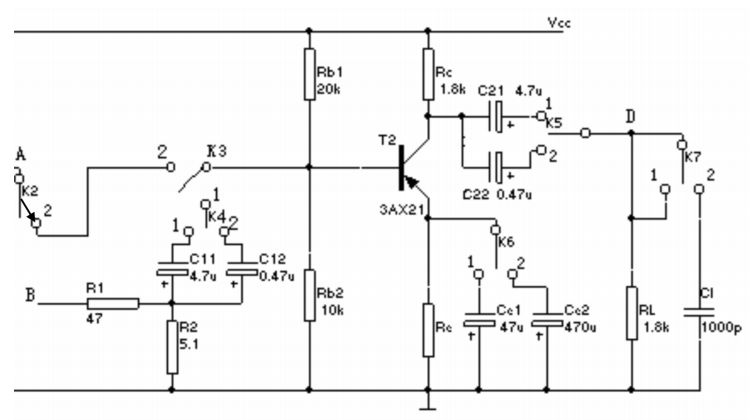 Vcc
Rb1
20k
Rc
1.8k
C21 4.7u
1
K5
D
T2
2
C22 0.47u
K7
1 2
A
2 K3
K2
2
1
K4
1 2
3AX21
K6
1 2
C11
4.7u
C12
0.47u
B
R1
47
R2
5.1
Rb2
10k
Re
Ce1
47u
Ce2
470u
RL
1.8k
Cl
1000p